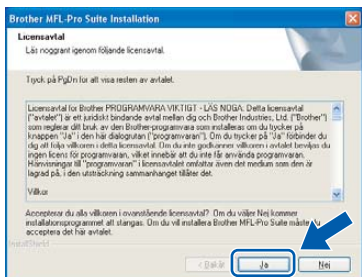 Brother MFL-Pro Suite Installation
Licensavtal
Läs noggrant igenom följande licensavtal.
Tryck på PgDn för att visa resten av avtalet.
Licensavtal för Brother PROGRAMVARA VIKTIGT - LÄS NOGA: Detta licensavtal
("avtalet") är ett juridiskt bindande avtal mellan dig och Brother Industries, Ltd. ("Brother")
som reglerar ditt bruk av den Brother-programvara som installeras om du trycker på
knappen "Ja" i den här dialogrutan ("programvaran"). Om du trycker på "Ja" förbinder du
dig att följa villkoren i detta licensavtal. Om du inte godkänner villkoren i avtalet beviljas du
ingen licens för programvaran, vilket innebär att du inte får använda programvaran.
Hänvisningar till "programvaran" i licensavtalet omfattar även det medium som den är
lagrad på, i den utsträckning sammanhanget tillåter det.
Villkor
Accepterar du alla villkoren i ovanstående licensavtal? Om du väljer Nej kommer
installationsprogrammet att stängas. Om du vill installera Brother MFL-Pro Suite måste du
acceptera det här avtalet.
InstallShield
< Bakåt
Ja
Nej